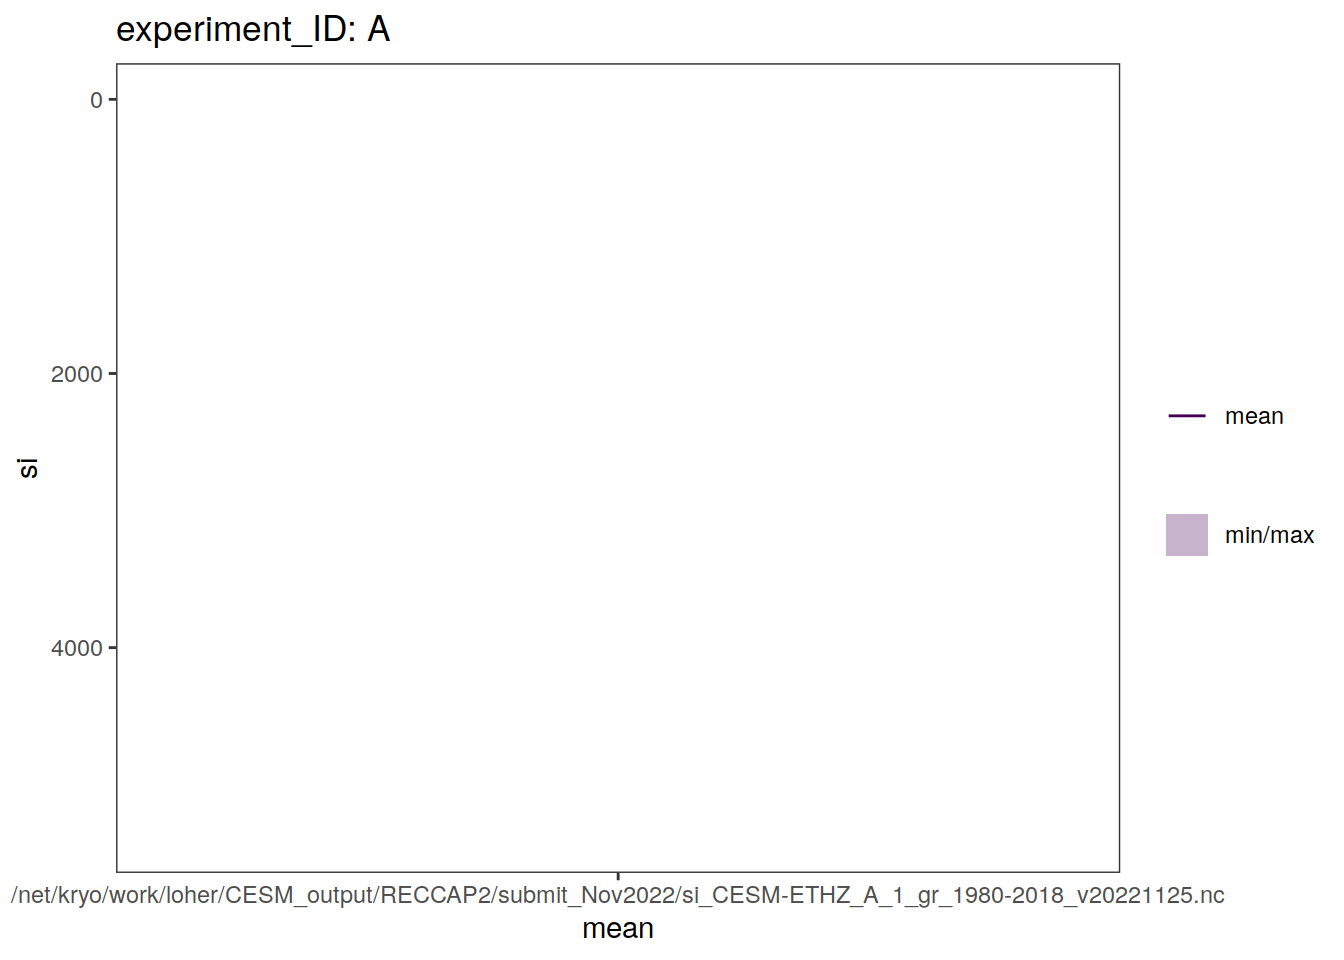 experiment_ID: A
0
2000
4000
si
mean
min/max
/net/kryo/work/loher/CESM_output/RECCAP2/submit_Nov2022/si_CESM-ETHZ_A_1_gr_1980-2018_v20221125.nc
mean